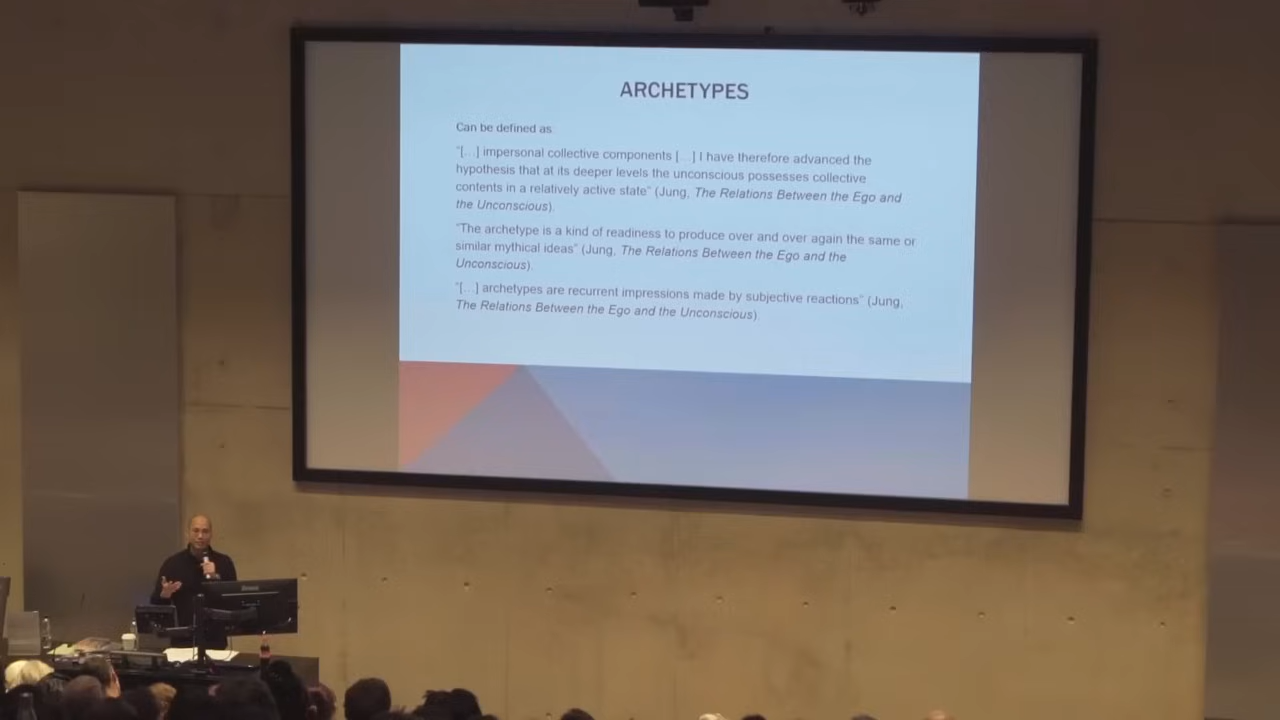 ARCHETYPES
Can be defined as
“[…] impersonal collective components […] I have therefore advanced the
hypothesis that at its deeper levels the unconscious possesses collective
contents in a relatively active state” (Jung, The Relations Between the Ego and
the Unconscious).
“The archetype is a kind of readiness to produce over and over again the same or
similar mythical ideas” (Jung, The Relations Between the Ego and the
Unconscious).
“[…] archetypes are recurrent impressions made by subjective reactions” (Jung,
The Relations Between the Ego and the Unconscious)